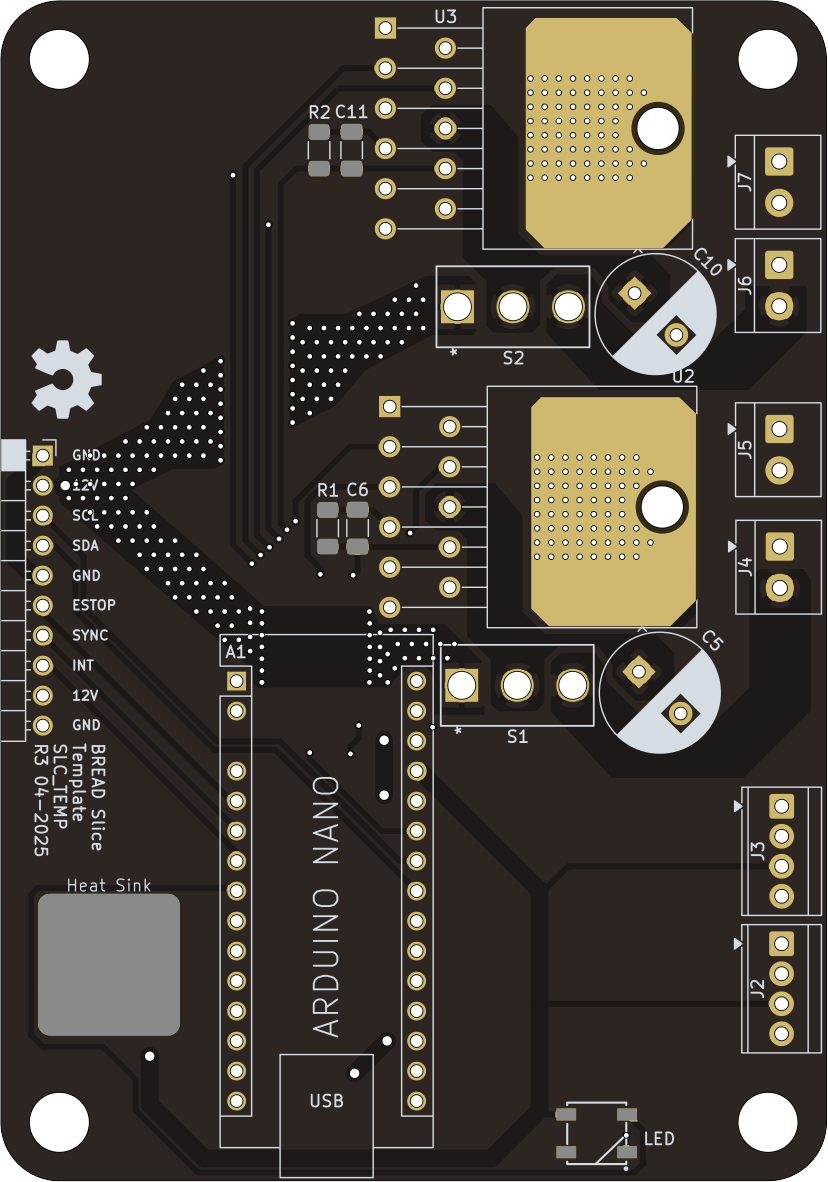 U3
R2 C11
J7
C10
J6
*
S2
U2
GND
12V
SCL
SDA
GND
ESTOP
SYNC
INT
12V
GND
R1 C6
J5
J4
A1
C5
*
S1
BREAD Slice
Template
SLC_TEMP
R3 04-2025
ARDUINO NANO
J3
Heat Sink
J2
USB
LED